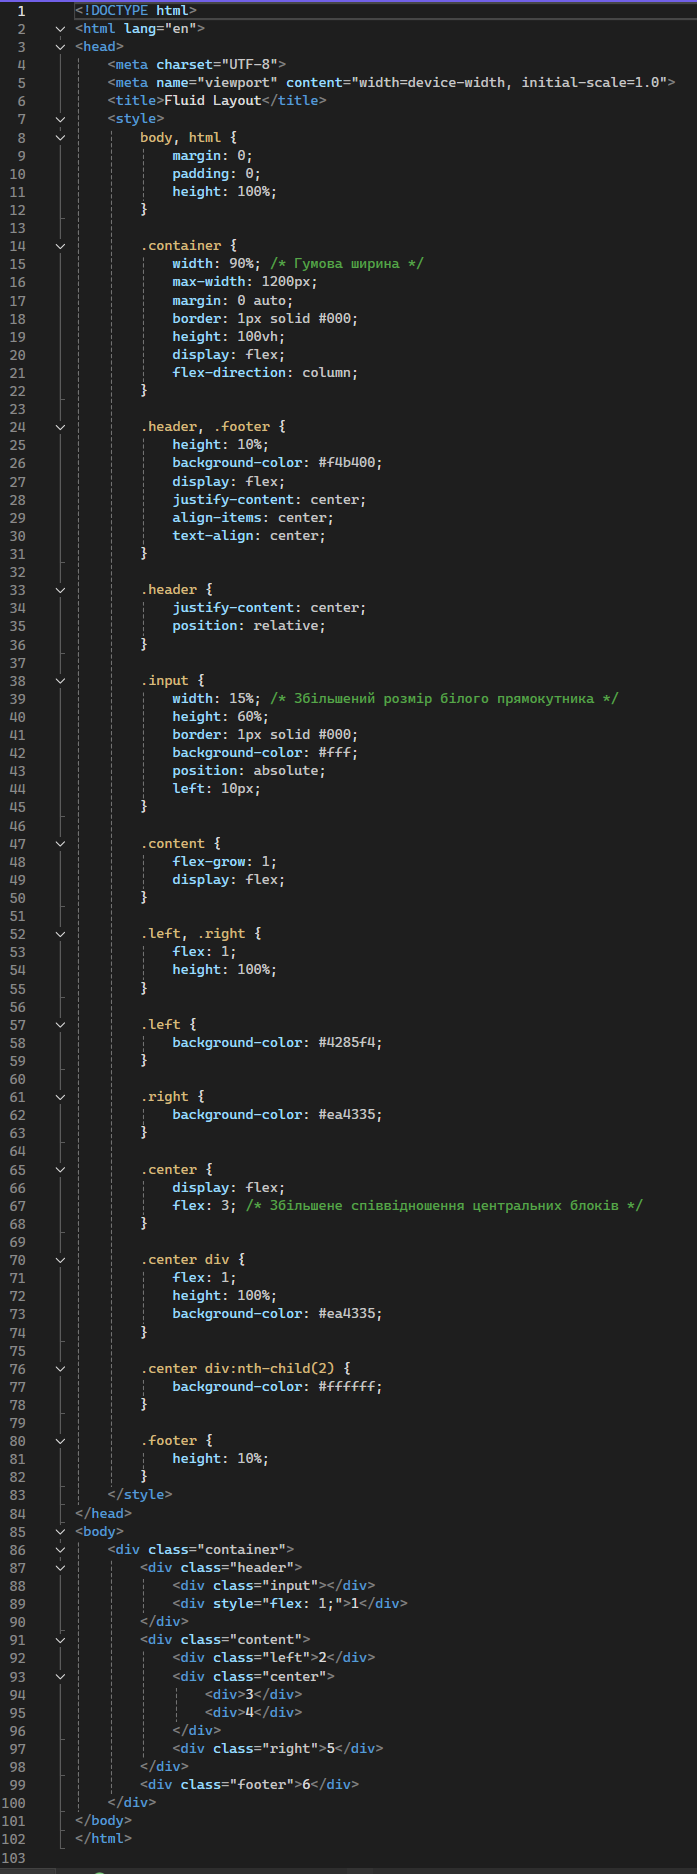 1 <!DOCTYPE html>
2 <html lang="en">
3 <head>
4     <meta charset="UTF-8">
5     <meta name="viewport" content="width=device-width, initial-scale=1.0">
6     <title>Fluid Layout</title>
7     <style>
8         body, html {
9             margin: 0;
10             padding: 0;
11             height: 100%;
12         }
13
14         .container {
15             width: 90%; /* Гумова ширина */
16             max-width: 1200px;
17             margin: 0 auto;
18             border: 1px solid #000;
19             height: 100vh;
20             display: flex;
21             flex-direction: column;
22         }
23
24         .header, .footer {
25             height: 10%;
26             background-color: #f4b400;
27             display: flex;
28             justify-content: center;
29             align-items: center;
30             text-align: center;
31         }
32
33         .header {
34             justify-content: center;
35             position: relative;
36         }
37
38         .input {
39             width: 15%; /* Збільшений розмір білого прямокутника */
40             height: 60%;
41             border: 1px solid #000;
42             background-color: #fff;
43             position: absolute;
44             left: 10px;
45         }
46
47         .content {
48             flex-grow: 1;
49             display: flex;
50         }
51
52         .left, .right {
53             flex: 1;
54             height: 100%;
55         }
56
57         .left {
58             background-color: #4285f4;
59         }
60
61         .right {
62             background-color: #ea4335;
63         }
64
65         .center {
66             display: flex;
67             flex: 3; /* Збільшене співвідношення центральних блоків */
68         }
69
70         .center div {
71             flex: 1;
72             height: 100%;
73             background-color: #ea4335;
74         }
75
76         .center div:nth-child(2) {
77             background-color: #ffffff;
78         }
79
80         .footer {
81             height: 10%;
82         }
83     </style>
84 </head>
85 <body>
86     <div class="container">
87         <div class="header">
88             <div class="input"></div>
89             <div style="flex: 1;">1</div>
90         </div>
91         <div class="content">
92             <div class="left">2</div>
93             <div class="center">
94                 <div>3</div>
95                 <div>4</div>
96             </div>
97             <div class="right">5</div>
98         </div>
99         <div class="footer">6</div>
100     </div>
101 </body>
102 </html>
103